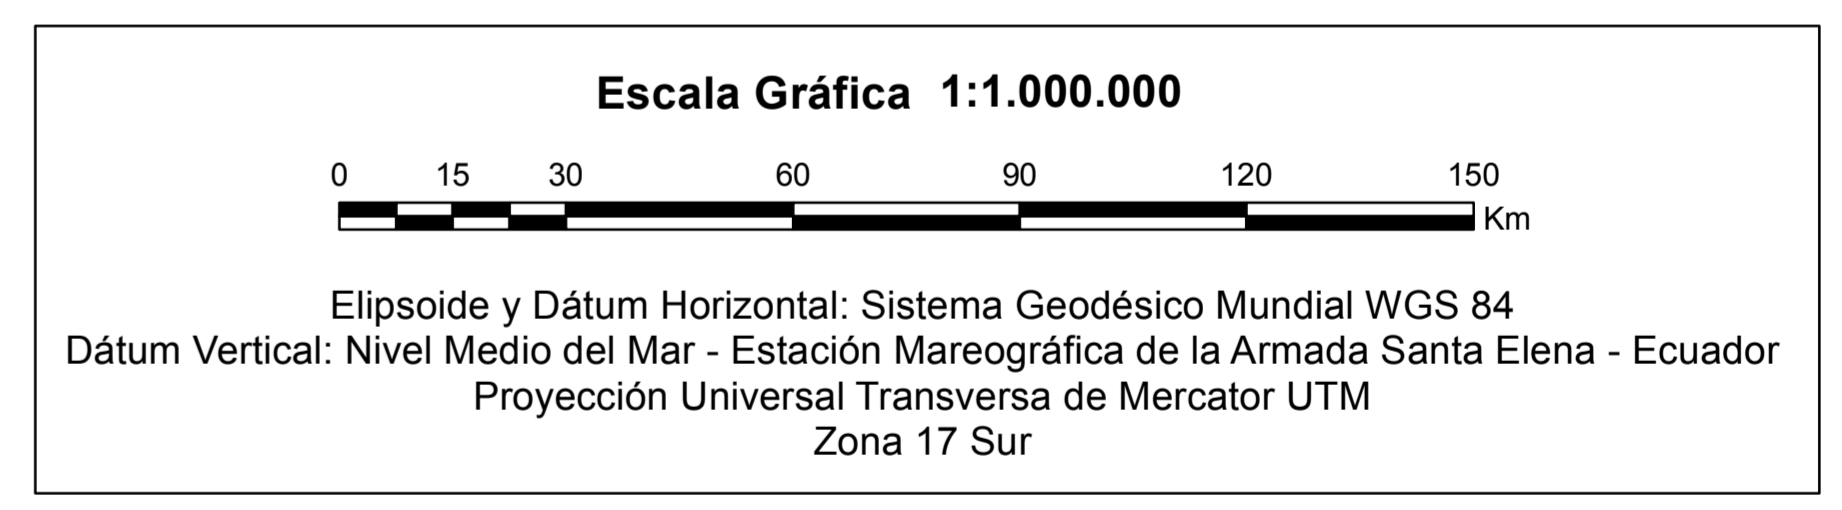 Escala Gráfica 1:1.000.000
0 15 30 60 90 120 150
Km
Elipsoide y Dátum Horizontal: Sistema Geodésico Mundial WGS 84
Dátum Vertical: Nivel Medio del Mar - Estación Mareográfica de la Armada Santa Elena - Ecuador
Proyección Universal Transversa de Mercator UTM
Zona 17 Sur